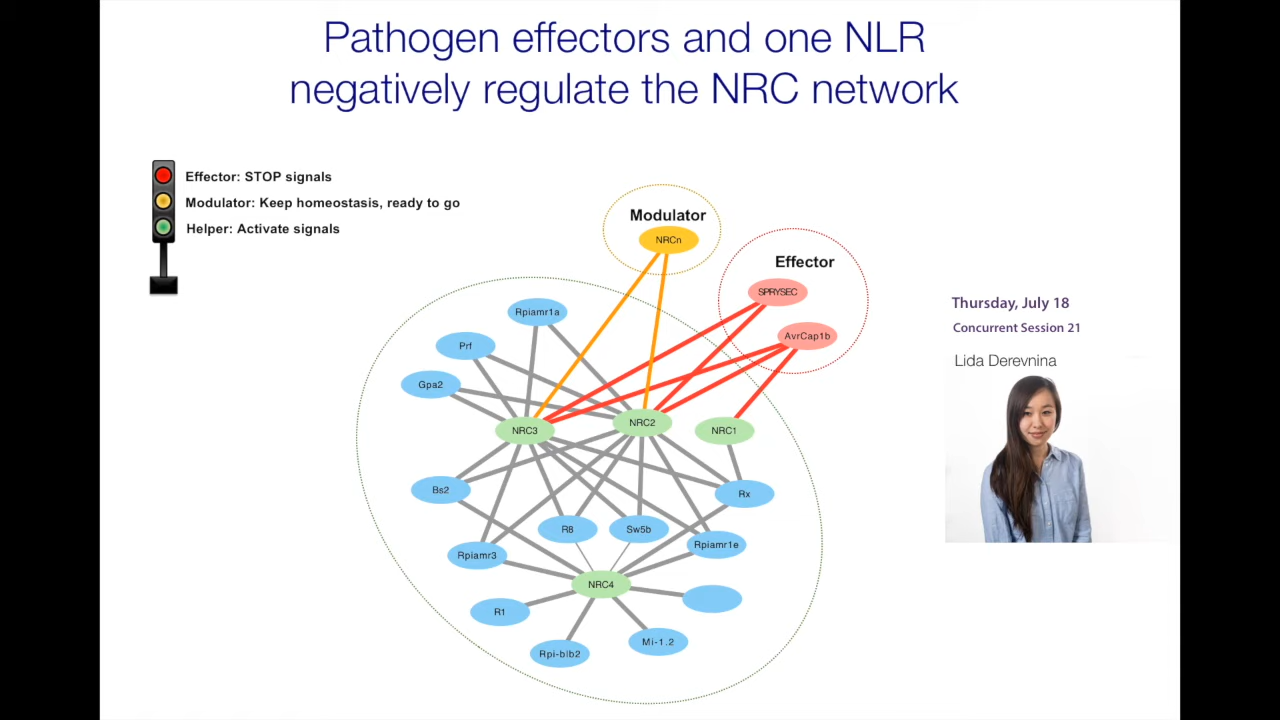 Pathogen effectors and one NLR
negatively regulate the NRC network
Effector: STOP signals
Modulator: Keep homeostasis, ready to go
Helper: Activate signals
Modulator
NRCn
Effector
SPRYSEC
AvrCap1b
Rpiamr1a
Prf
Gpa2
NRC3
NRC2
NRC1
Bs2
Rx
R8
Sw5b
Rpiamr1e
Rpiamr3
NRC4
R1
Rpi-blb2
Mi-1.2
Thursday, July 18
Concurrent Session 21
Lida Derevnina